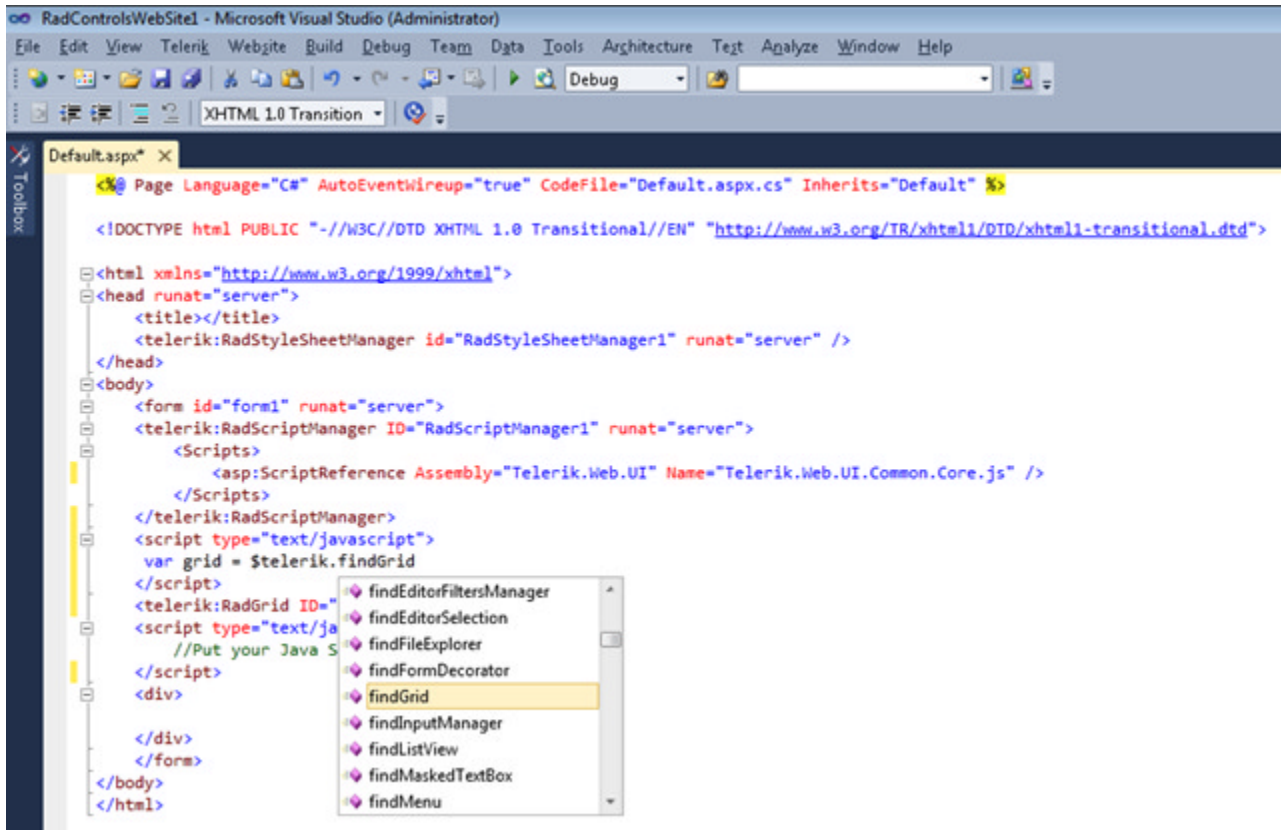 RadControlsWebSite1 - Microsoft Visual Studio (Administrator)
File Edit View Telerik Website Build Debug Team Data Tools Architecture Test Analyze Window Help
Debug
XHTML 1.0 Transition
Toolbox
Default.aspx*
<%@ Page Language="C#" AutoEventWireup="true" CodeFile="Default.aspx.cs" Inherits="Default" %>
<!DOCTYPE html PUBLIC "-//W3C//DTD XHTML 1.0 Transitional//EN" "http://www.w3.org/TR/xhtml1/DTD/xhtml1-transitional.dtd">
<html xmlns="http://www.w3.org/1999/xhtml">
<head runat="server">
<title></title>
<telerik:RadStyleSheetManager id="RadStyleSheetManager1" runat="server" />
</head>
<body>
<form id="form1" runat="server">
<telerik:RadScriptManager ID="RadScriptManager1" runat="server">
<Scripts>
<asp:ScriptReference Assembly="Telerik.Web.UI" Name="Telerik.Web.UI.Common.Core.js" />
</Scripts>
</telerik:RadScriptManager>
<script type="text/javascript">
var grid = $telerik.findGrid
</script>
<telerik:RadGrid ID="
<script type="text/ja
//Put your Java S
</script>
<div>
</div>
</form>
</body>
</html>
findEditorFiltersManager
findEditorSelection
findFileExplorer
findFormDecorator
findGrid
findInputManager
findListView
findMaskedTextBox
findMenu